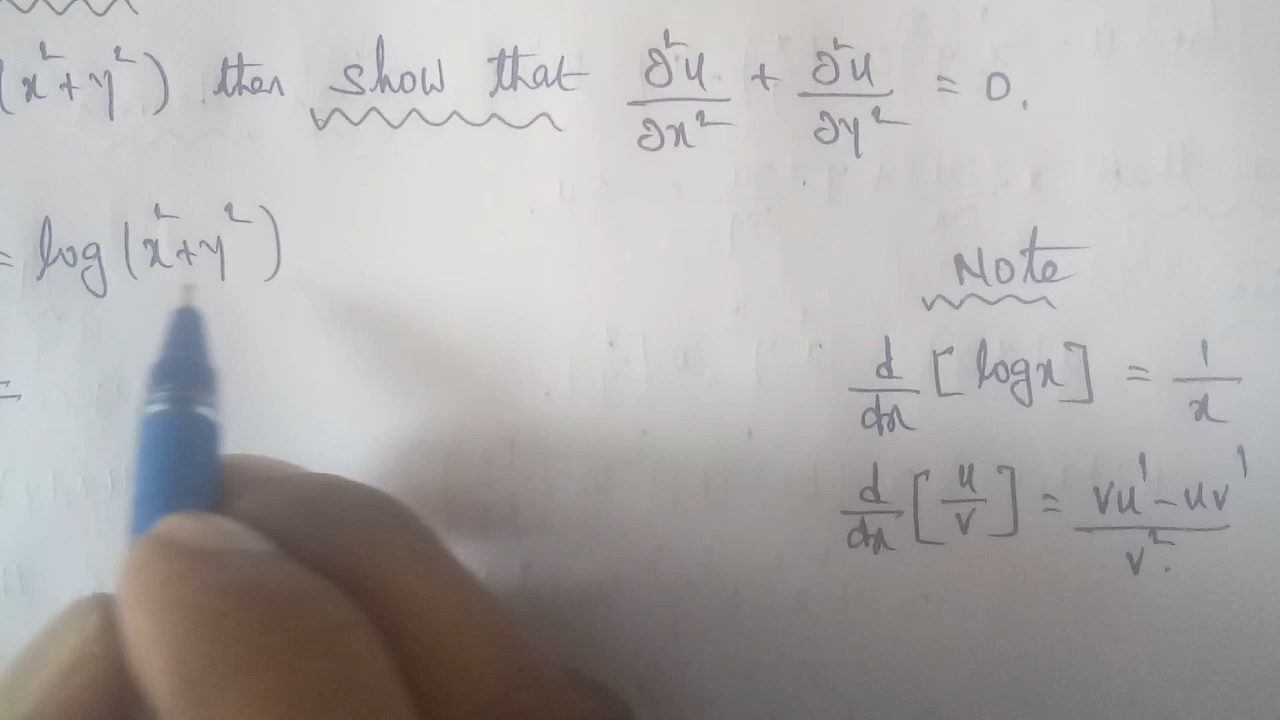 (x²+y²) then show that ∂²u/∂x² + ∂²u/∂y² = 0.
= log(x²+y²)
=
Note
d/dx [logx] = 1/x
d/dx [u/v] = vu' - uv' / v².